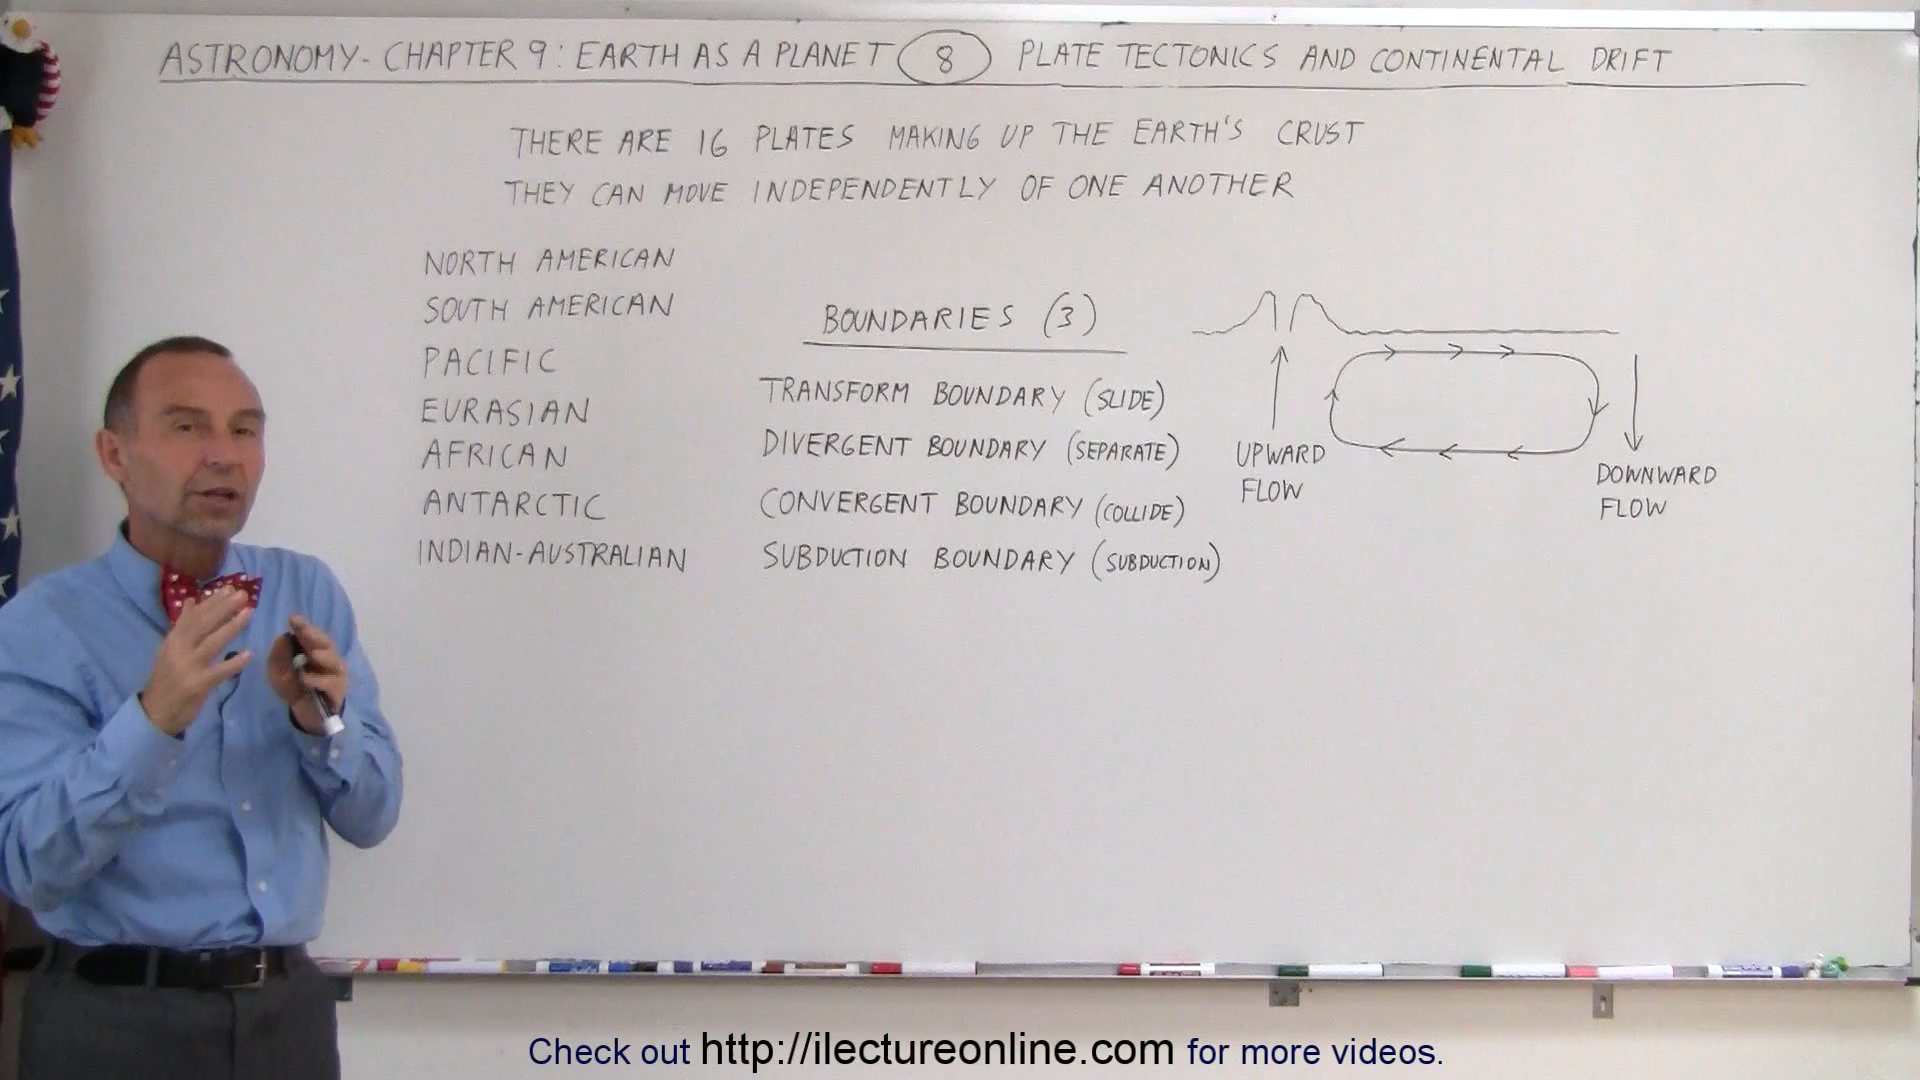 ASTRONOMY - CHAPTER 9 : EARTH AS A PLANET 8 PLATE TECTONICS AND CONTINENTAL DRIFT
THERE ARE 16 PLATES MAKING UP THE EARTH'S CRUST
THEY CAN MOVE INDEPENDENTLY OF ONE ANOTHER
NORTH AMERICAN
SOUTH AMERICAN
PACIFIC
EURASIAN
AFRICAN
ANTARCTIC
INDIAN-AUSTRALIAN
BOUNDARIES (3)
TRANSFORM BOUNDARY (SLIDE)
DIVERGENT BOUNDARY (SEPARATE)
CONVERGENT BOUNDARY (COLLIDE)
SUBDUCTION BOUNDARY (SUBDUCTION)
UPWARD
FLOW
DOWNWARD
FLOW
Check out http://ilectureonline.com for more videos.